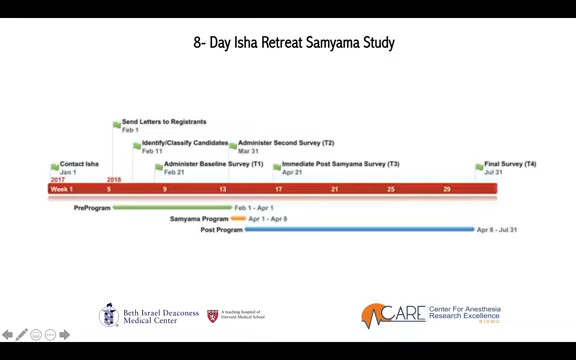 8- Day Isha Retreat Samyama Study
Send Letters to Registrants
Feb 1
Identify/Classify Candidates
Feb 11
Administer Second Survey (T2)
Mar 31
Contact Isha
Jan 1
Administer Baseline Survey (T1)
Feb 21
Immediate Post Samyama Survey (T3)
Apr 21
Final Survey (T4)
Jul 31
2017 2018
Week 1 5 9 13 17 21 25 29
PreProgram Feb 1 - Apr 1
Samyama Program Apr 1 - Apr 8
Post Program Apr 8 - Jul 31
Beth Israel Deaconess
Medical Center
A teaching hospital of
Harvard Medical School
CARE
Center For Anesthesia
Research Excellence
BIDMC